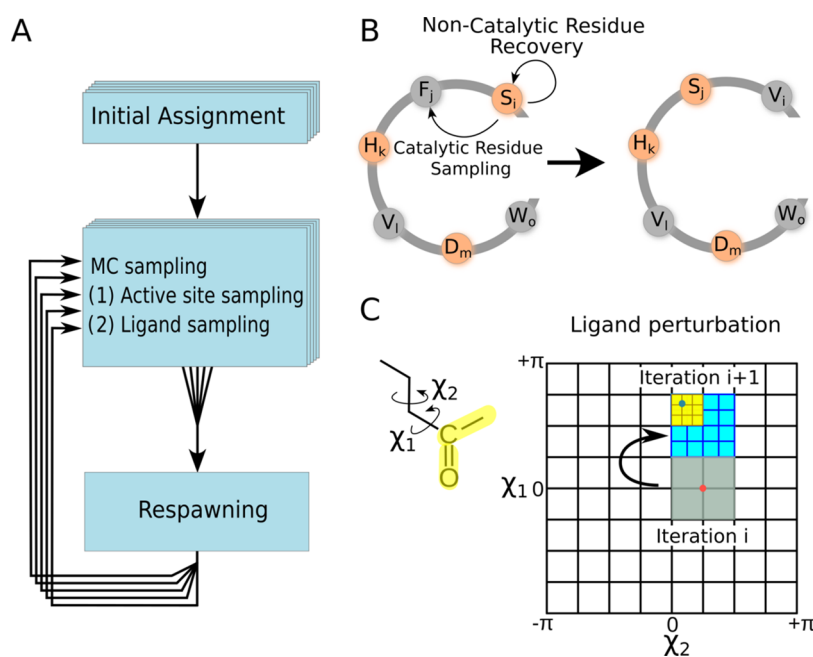 A
Initial Assignment
MC sampling
(1) Active site sampling
(2) Ligand sampling
Respawning
B
Non-Catalytic Residue
Recovery
Fj
Si
Hk
Catalytic Residue
Sampling
Vl
Dm
Wo
Sj
Vi
Hk
Vl
Dm
Wo
C
Ligand perturbation
χ2
χ1
C
O
+π
Iteration i+1
χ1 0
Iteration i
-π
0
+π
χ2